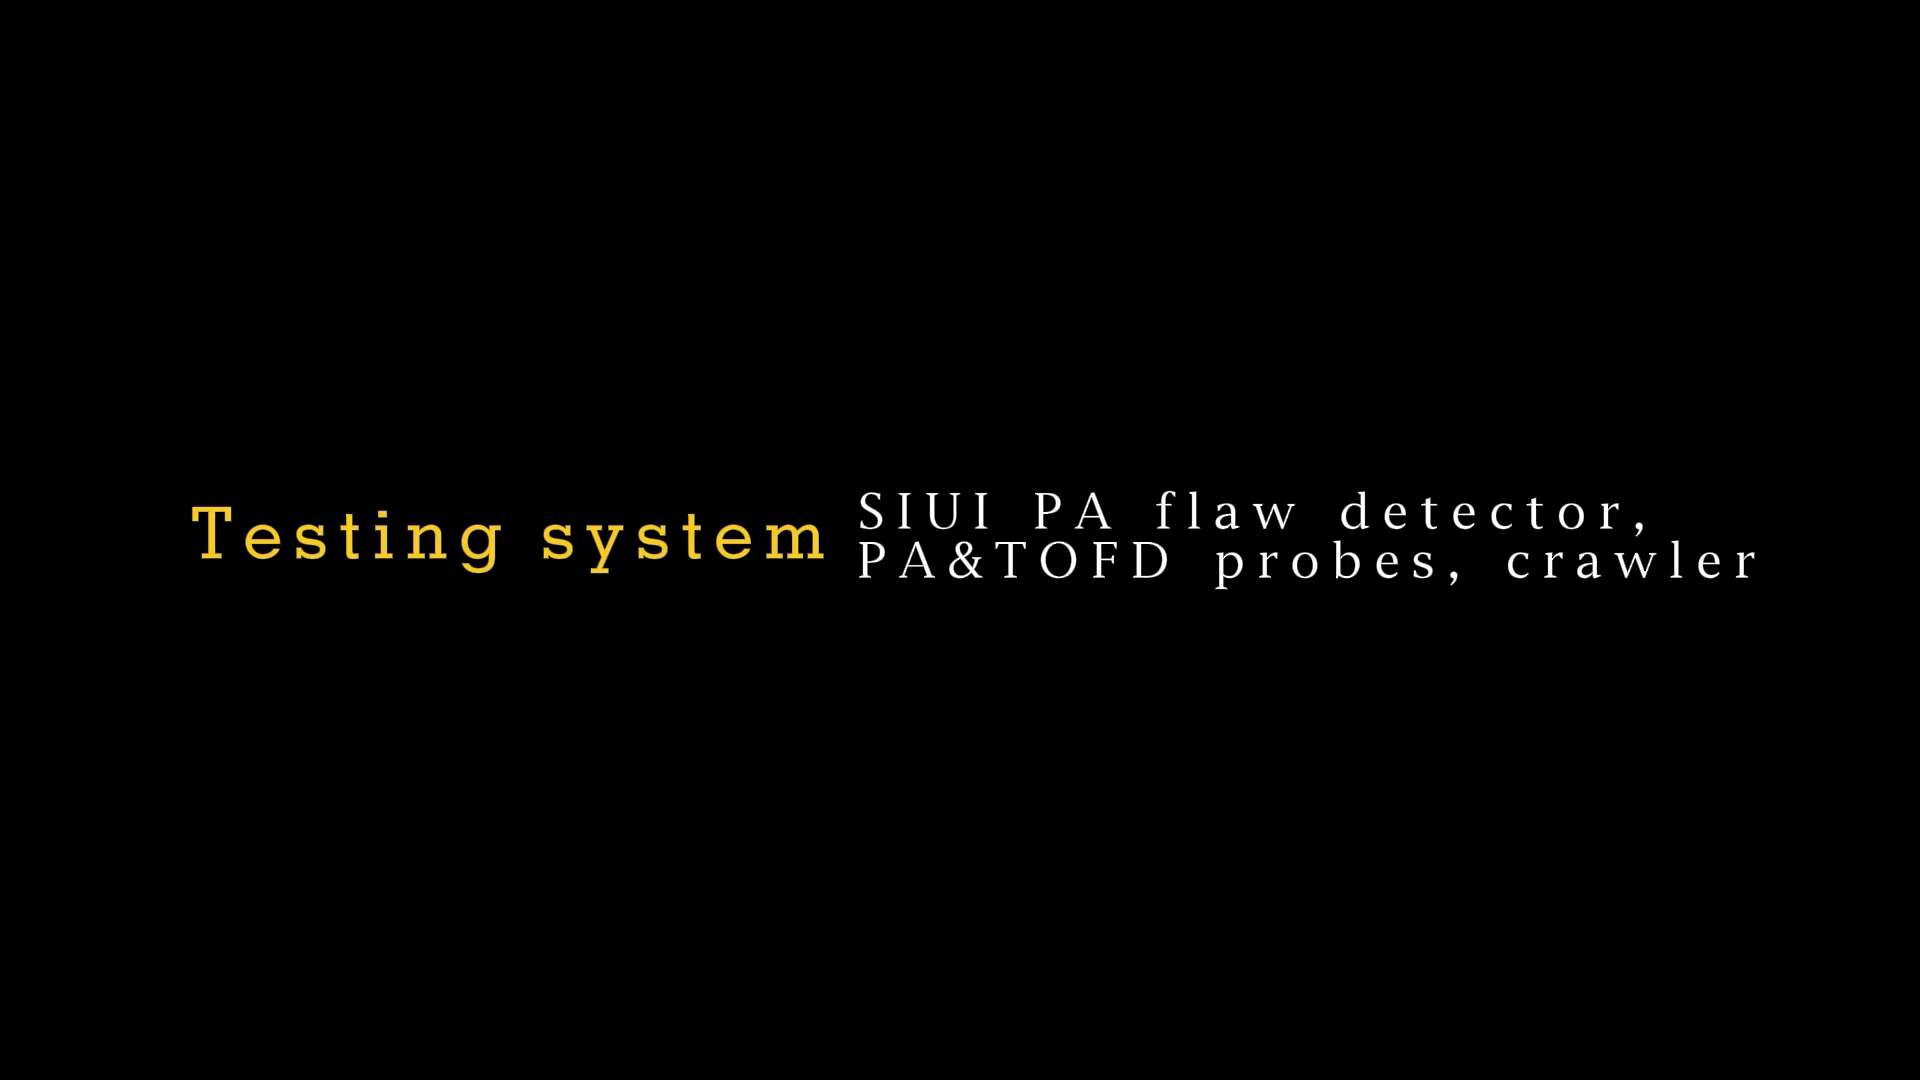 Testing system
SIUI PA flaw detector,
PA&TOFD probes, crawler